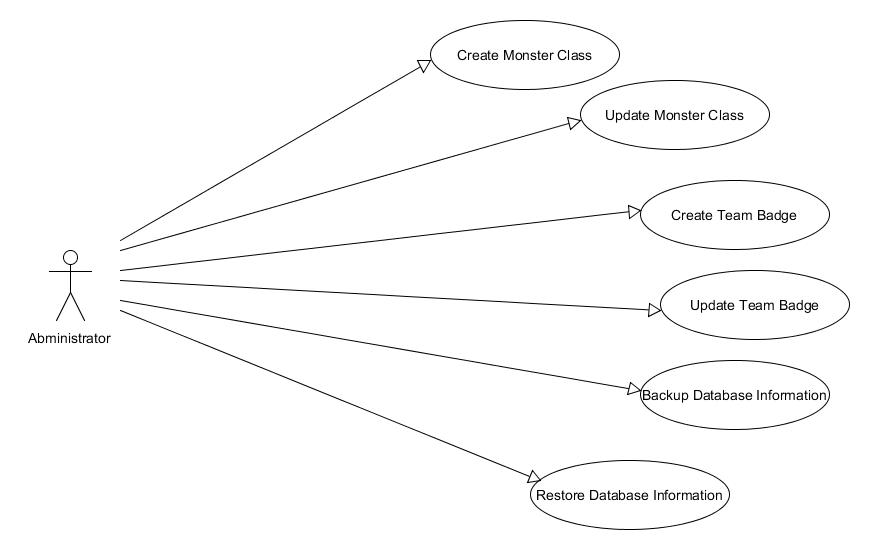 Create Monster Class
Update Monster Class
Create Team Badge
Update Team Badge
Abministrator
Backup Database Information
Restore Database Information